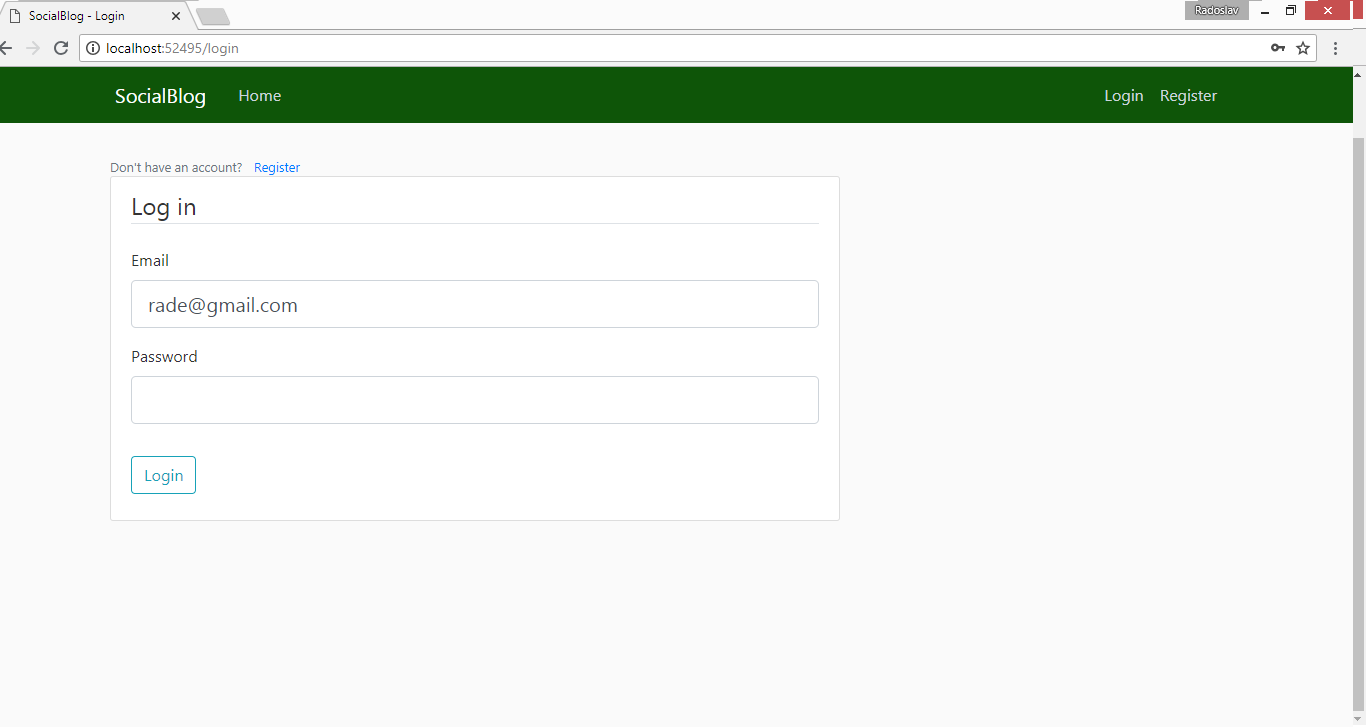 SocialBlog - Login
Radoslav
localhost:52495/login
SocialBlog Home Login Register
Don't have an account? Register
Log in
Email
rade@gmail.com
Password
Login